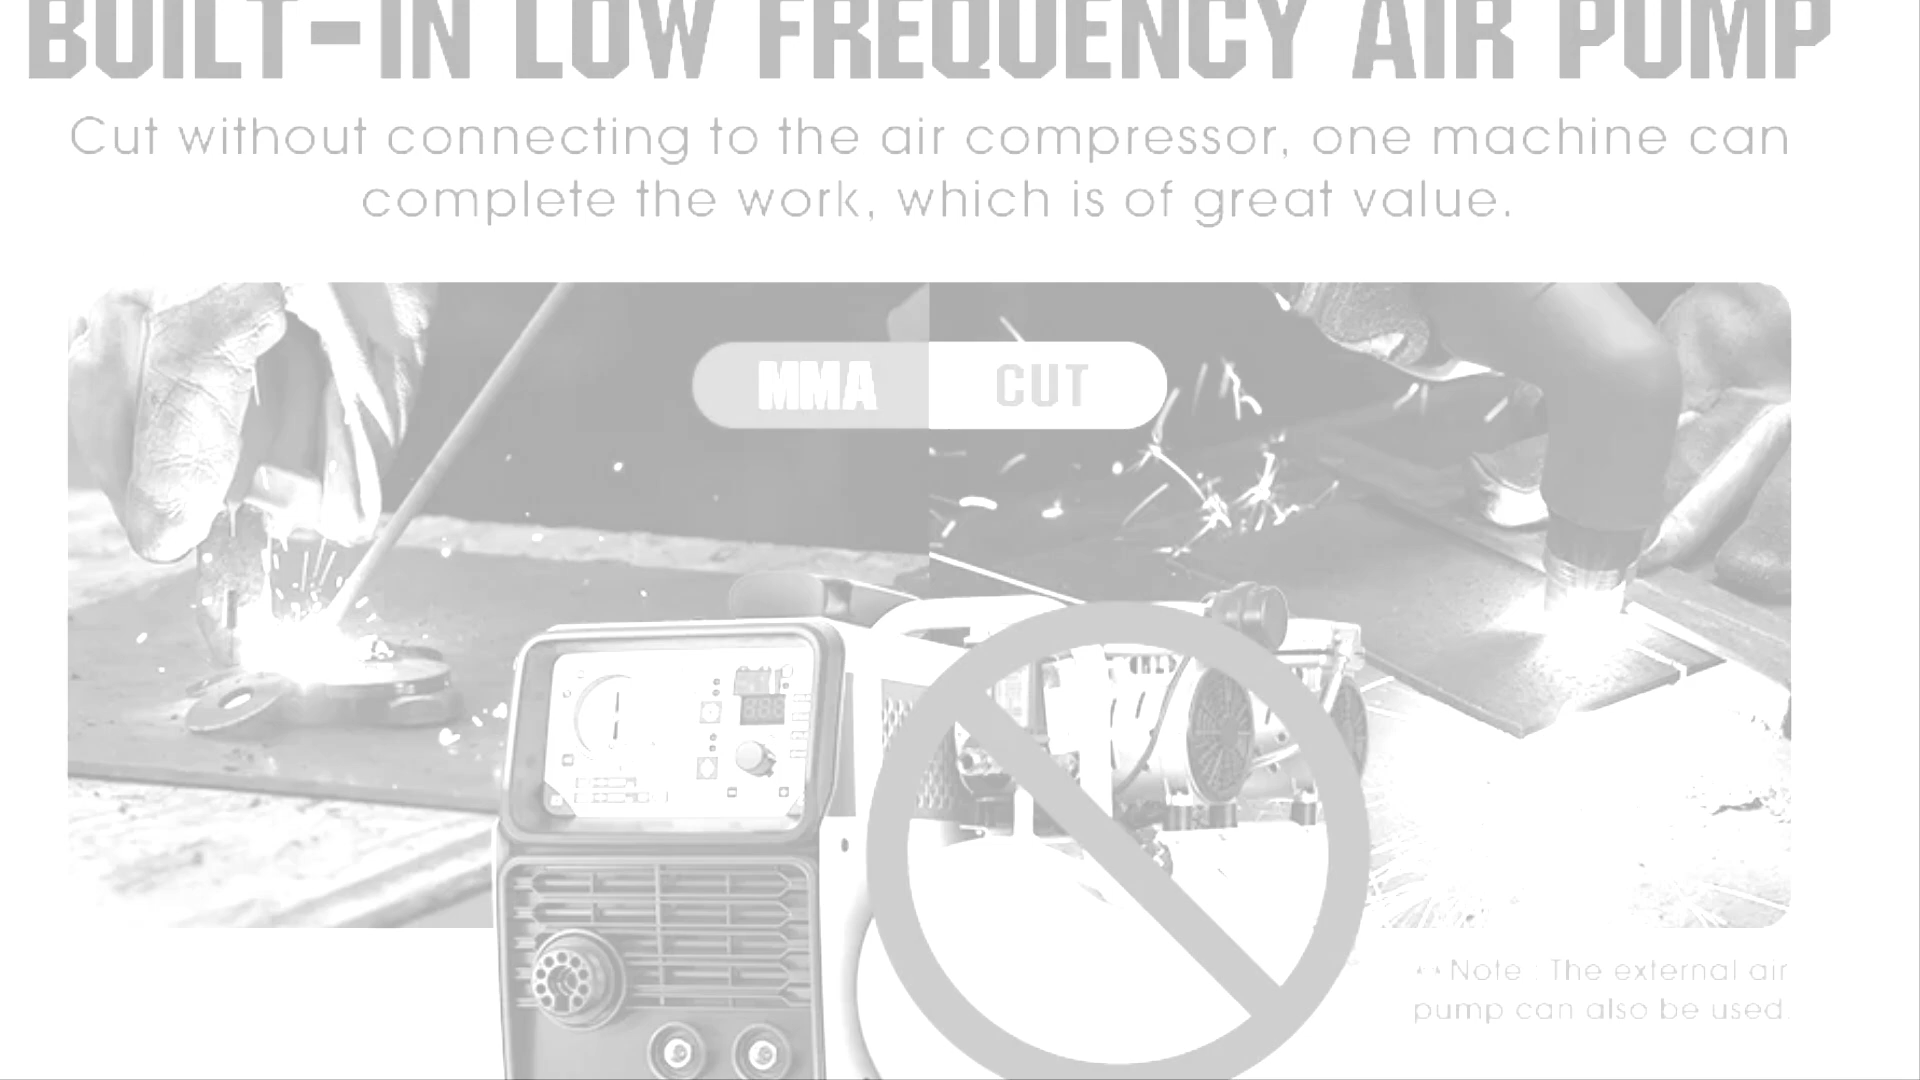 BUILT-IN LOW FREQUENCY AIR PUMP
Cut without connecting to the air compressor, one machine can
complete the work, which is of great value.
MMA CUT
Note : The external air
pump can also be used.